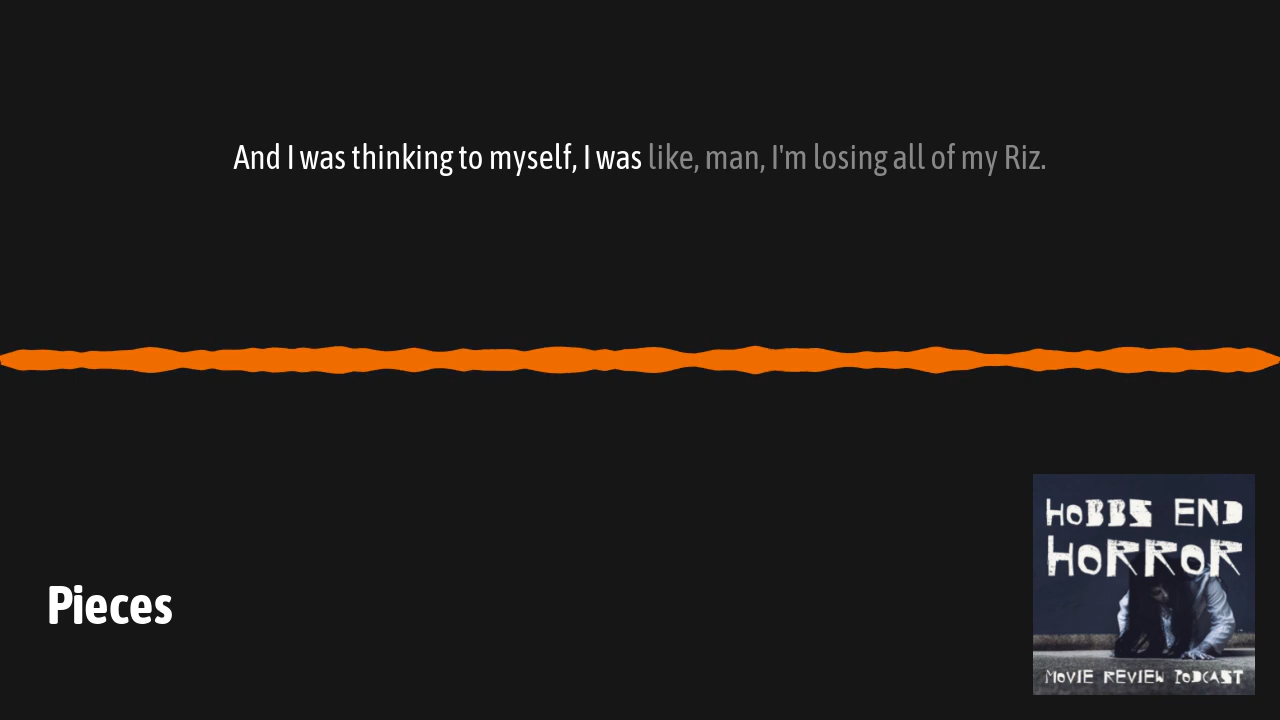 And I was thinking to myself, I was like, man, I'm losing all of my Riz.
Pieces
HoBBS END
HoRRoR
MoViE REViEW PoDCAST